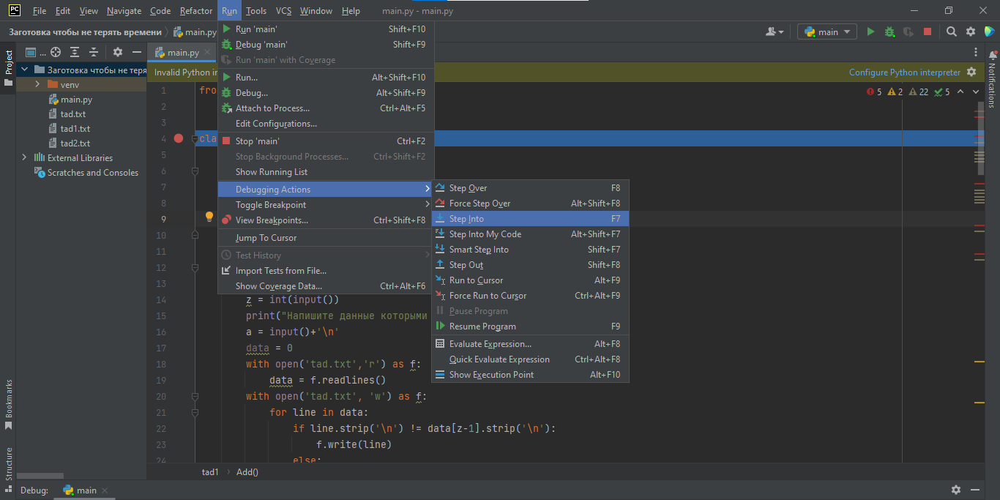 PC File Edit View Navigate Code Refactor Run Tools VCS Window Help main.py - main.py
Заготовка чтобы не терять времени main.py main
Project
... main.py
Заготовка чтобы не теря
venv
main.py
tad.txt
tad1.txt
tad2.txt
External Libraries
Scratches and Consoles
Bookmarks
Structure
Notifications
Run 'main' Shift+F10
Debug 'main' Shift+F9
Run 'main' with Coverage
Run... Alt+Shift+F10
Debug... Alt+Shift+F9
Attach to Process... Ctrl+Alt+F5
Edit Configurations...
Stop 'main' Ctrl+F2
Stop Background Processes... Ctrl+Shift+F2
Show Running List
Debugging Actions
Toggle Breakpoint
View Breakpoints... Ctrl+Shift+F8
Jump To Cursor
Test History
Import Tests from File...
Show Coverage Data... Ctrl+Alt+F6
Step Over F8
Force Step Over Alt+Shift+F8
Step Into F7
Step Into My Code Alt+Shift+F7
Smart Step Into Shift+F7
Step Out Shift+F8
Run to Cursor Alt+F9
Force Run to Cursor Ctrl+Alt+F9
Pause Program
Resume Program F9
Evaluate Expression... Alt+F8
Quick Evaluate Expression Ctrl+Alt+F8
Show Execution Point Alt+F10
Invalid Python in Configure Python interpreter
5 2 22 5
1 fro
2
3
4 cla
5
6
7
8
9
10
11
12
13
14 z = int(input())
15 print("Напишите данные которыми
16 a = input()+'\n'
17 data = 0
18 with open('tad.txt','r') as f:
19 data = f.readlines()
20 with open('tad.txt', 'w') as f:
21 for line in data:
22 if line.strip('\n') != data[z-1].strip('\n'):
23 f.write(line)
24 else:
tad1 Add()
Debug: main